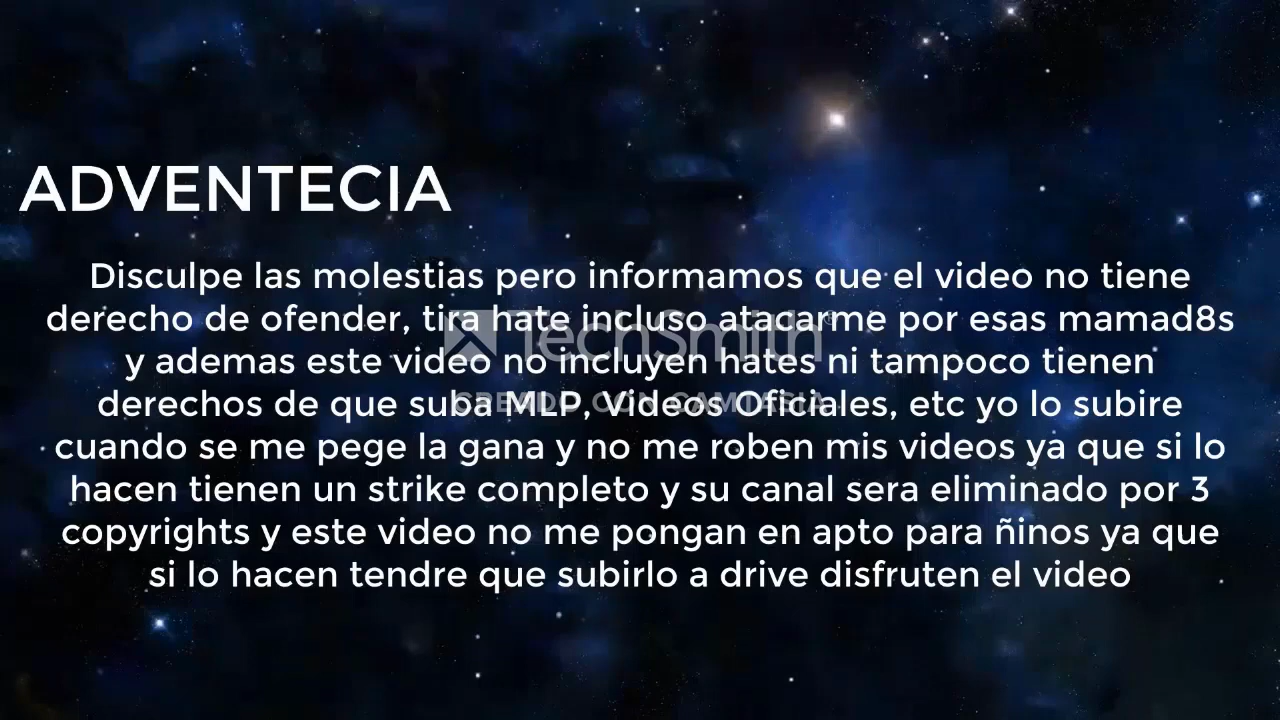 ADVENTECIA
Disculpe las molestias pero informamos que el video no tiene
derecho de ofender, tira hate incluso atacarme por esas mamad8s
y ademas este video no incluyen hates ni tampoco tienen
derechos de que suba MLP, Videos Oficiales, etc yo lo subire
cuando se me pege la gana y no me roben mis videos ya que si lo
hacen tienen un strike completo y su canal sera eliminado por 3
copyrights y este video no me pongan en apto para ñinos ya que
si lo hacen tendre que subirlo a drive disfruten el video
TechSmith
CREADO CON CAMTASIA